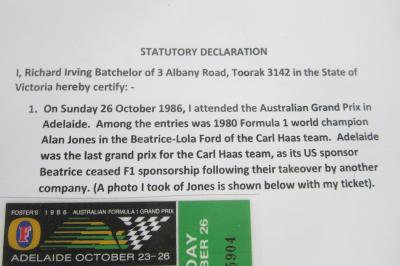 STATUTORY DECLARATION
I, Richard Irving Batchelor of 3 Albany Road, Toorak 3142 in the State of
Victoria hereby certify: -
1. On Sunday 26 October 1986, I attended the Australian Grand Prix in
Adelaide. Among the entries was 1980 Formula 1 world champion
Alan Jones in the Beatrice-Lola Ford of the Carl Haas team. Adelaide
was the last grand prix for the Carl Haas team, as its US sponsor
Beatrice ceased F1 sponsorship following their takeover by another
company. (A photo I took of Jones is shown below with my ticket).
FOSTER'S 1986 AUSTRALIAN FORMULA 1 GRAND PRIX
F
ADELAIDE OCTOBER 23-26
DAY
BER 26
5904